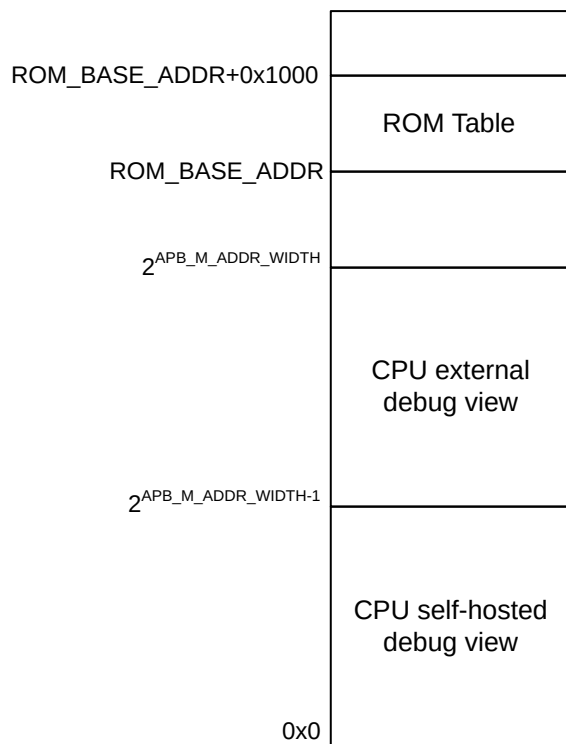 ROM_BASE_ADDR+0x1000
ROM Table
ROM_BASE_ADDR
2^APB_M_ADDR_WIDTH
CPU external
debug view
2^APB_M_ADDR_WIDTH-1
CPU self-hosted
debug view
0x0